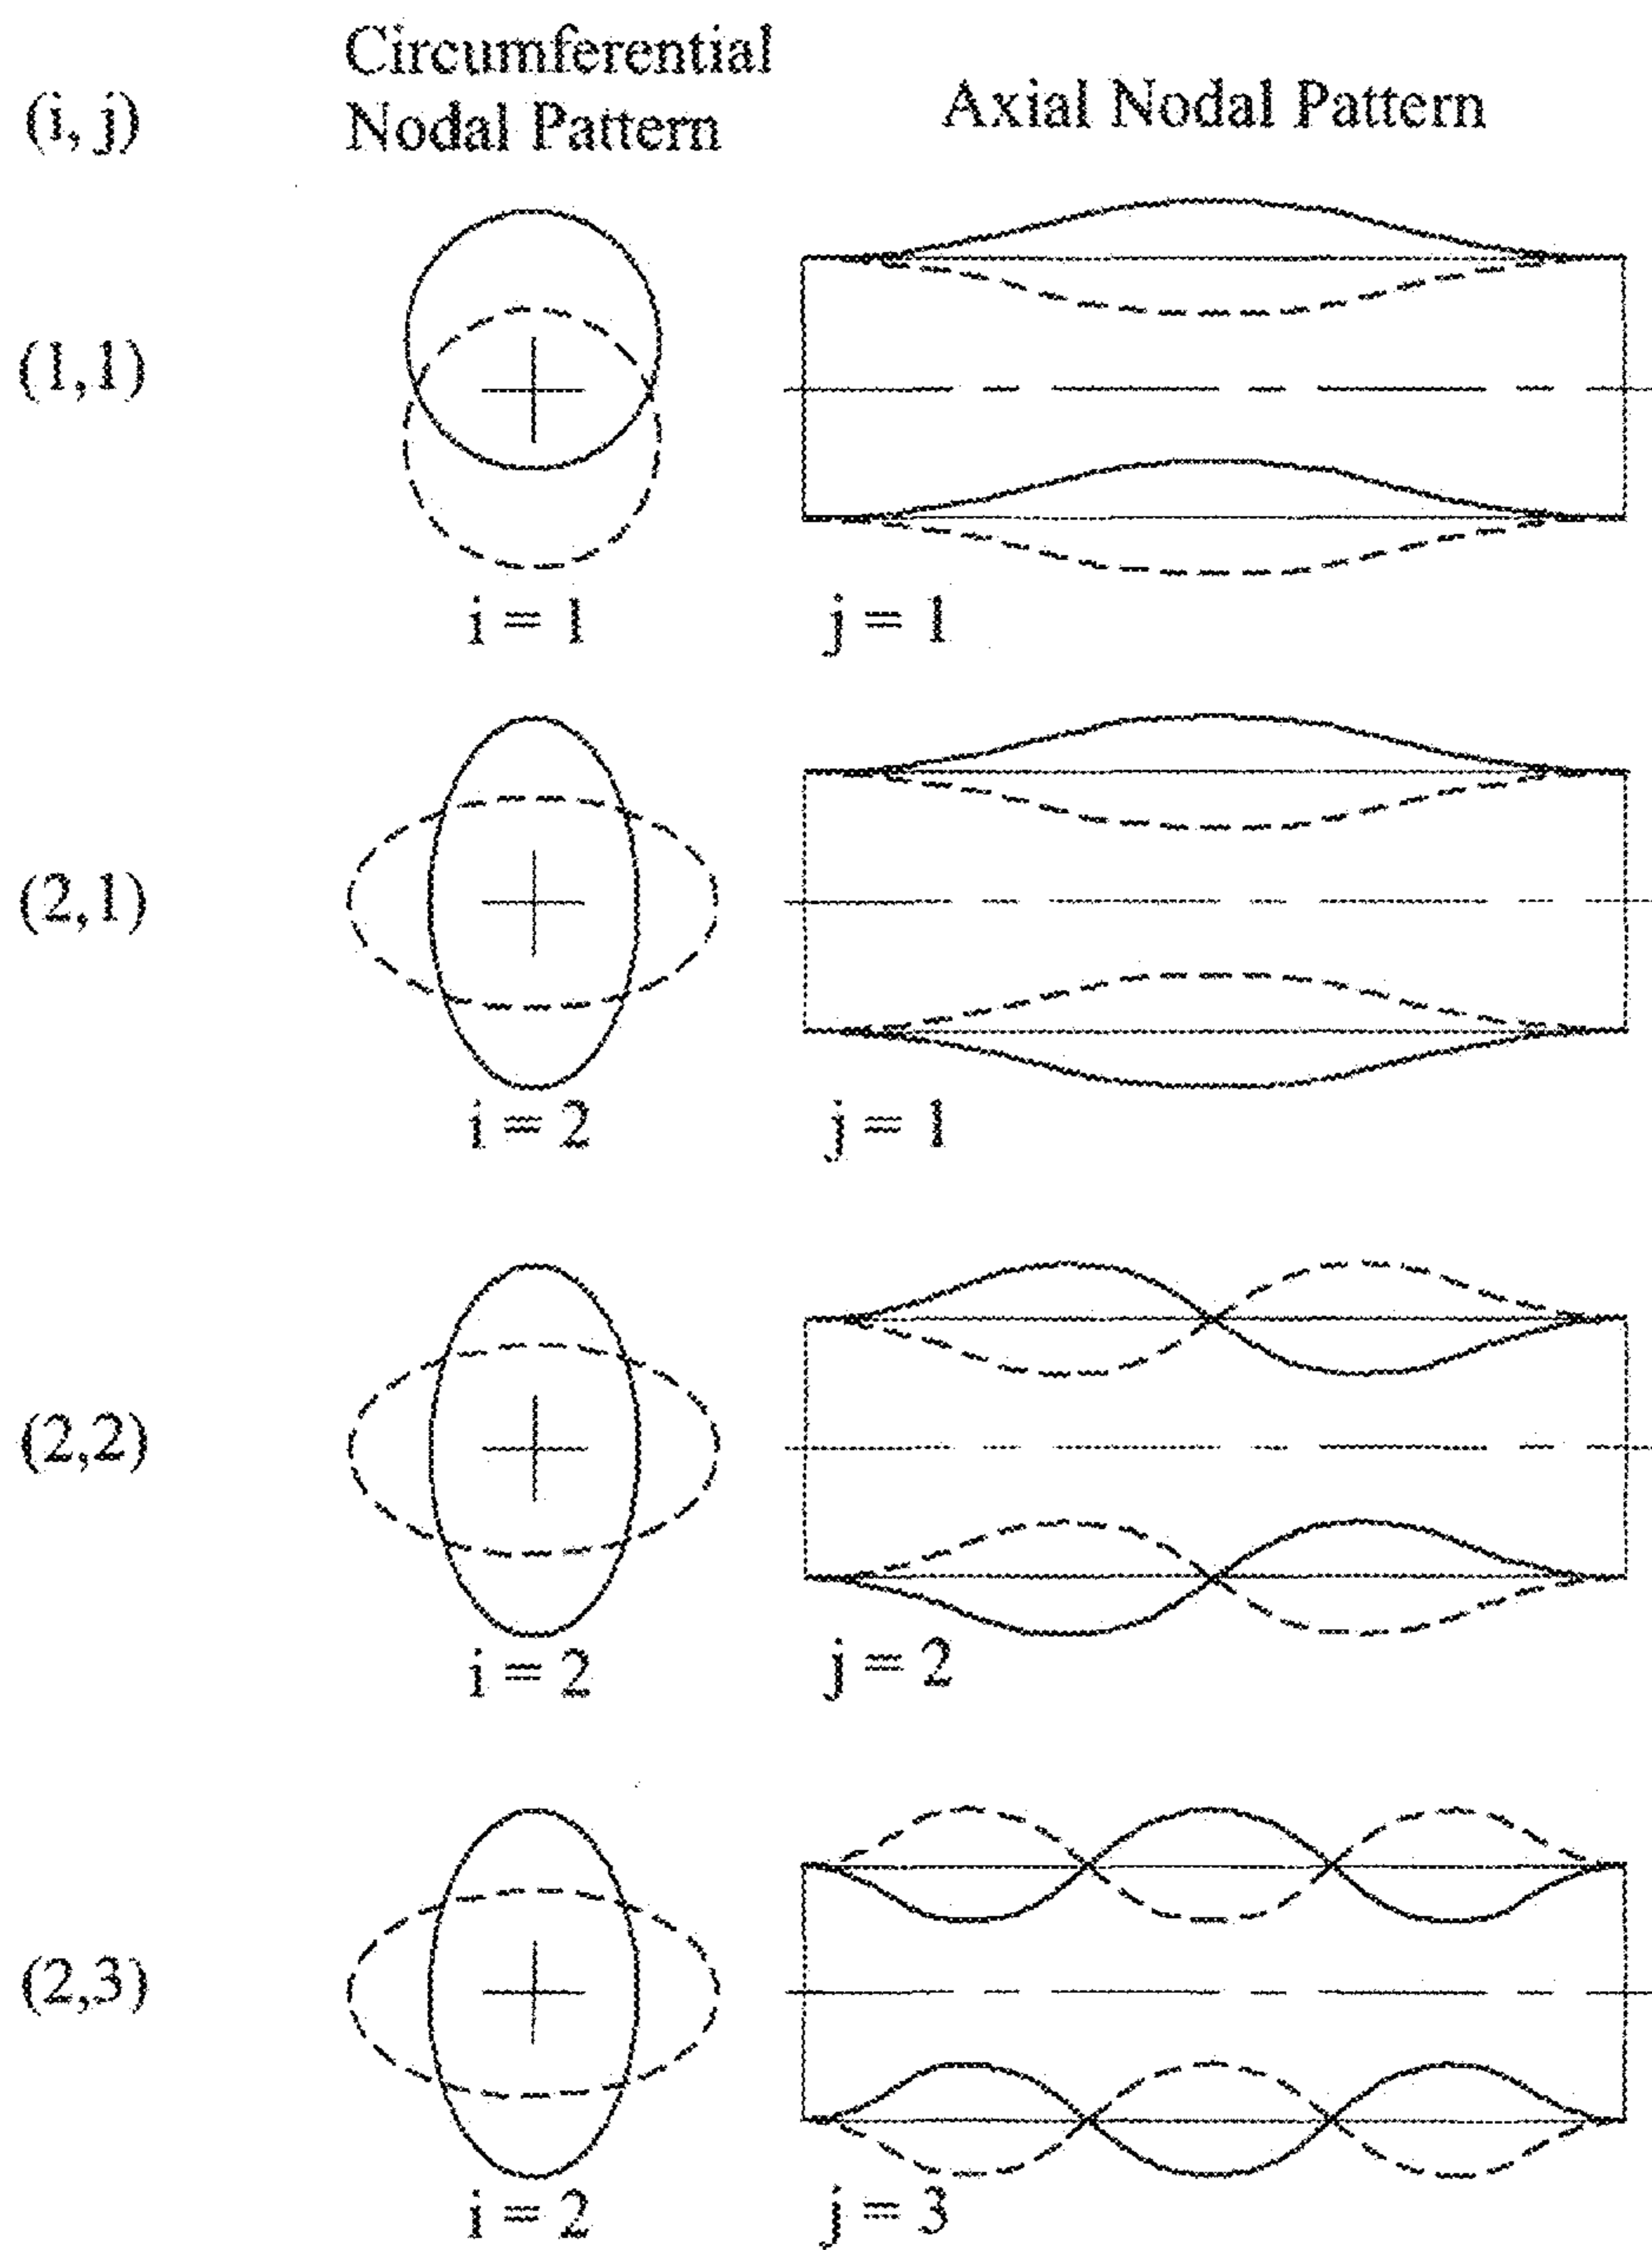 Circumferential
(i, j) Nodal Pattern Axial Nodal Pattern
(1,1)
i = 1 j = 1
(2,1)
i = 2 j = 1
(2,2)
i = 2 j = 2
(2,3)
i = 2 j = 3